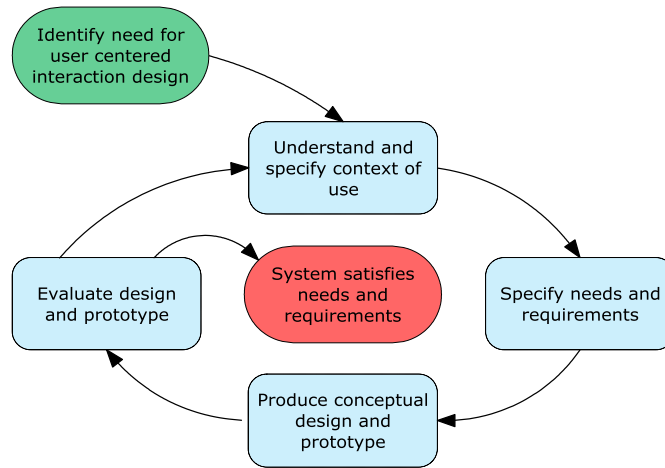 Identify need for
user centered
interaction design
Understand and
specify context of
use
Evaluate design
and prototype
System satisfies
needs and
requirements
Specify needs and
requirements
Produce conceptual
design and
prototype